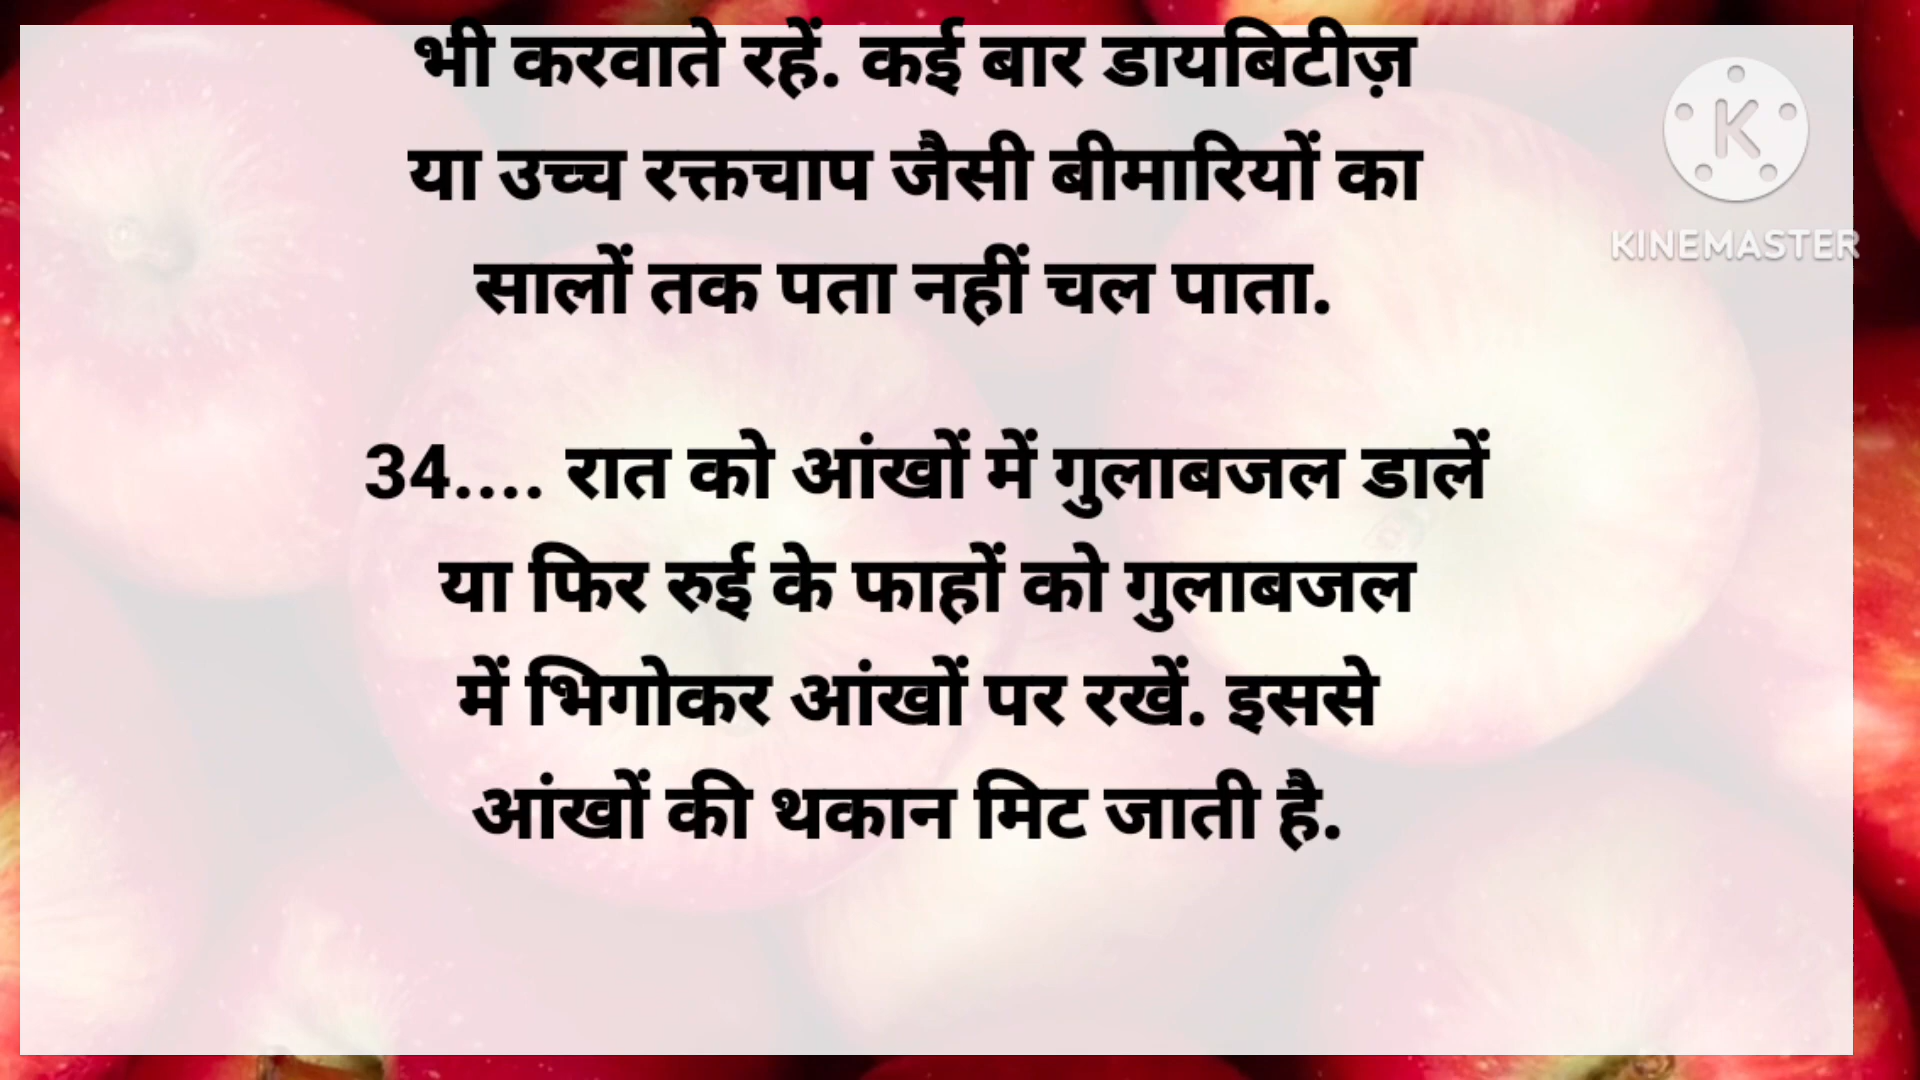 भी करवाते रहें. कई बार डायबिटीज़
या उच्च रक्तचाप जैसी बीमारियों का
सालों तक पता नहीं चल पाता.
34.... रात को आंखों में गुलाबजल डालें
या फिर रुई के फाहों को गुलाबजल
में भिगोकर आंखों पर रखें. इससे
आंखों की थकान मिट जाती है.
K
KINEMASTER